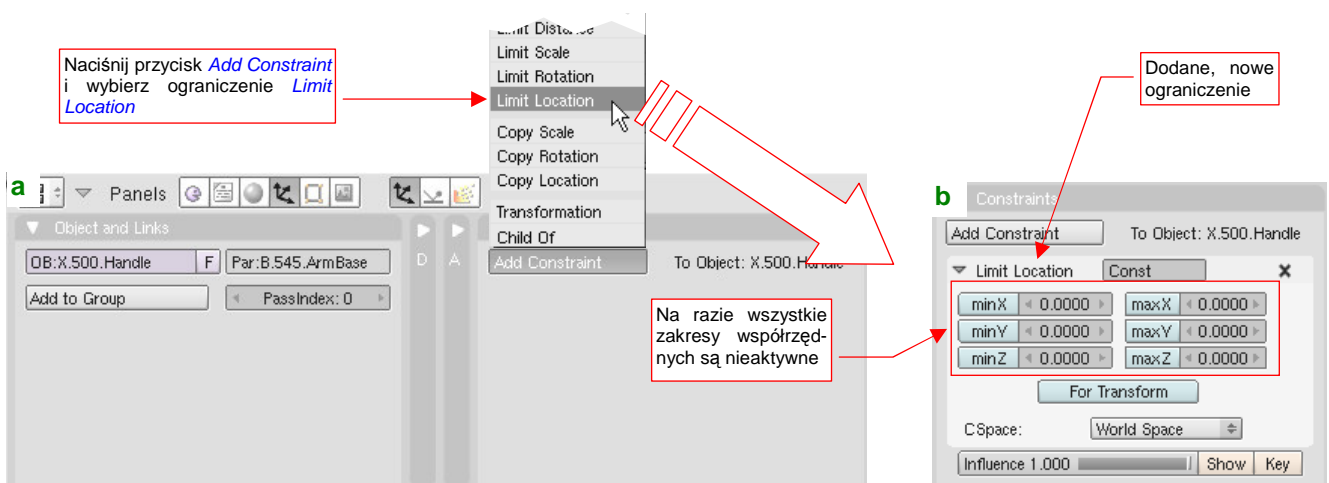 Naciśnij przycisk Add Constraint
i wybierz ograniczenie Limit
Location
Limit Distance
Limit Scale
Limit Rotation
Limit Location
Copy Scale
Copy Rotation
Copy Location
Transformation
Child Of
a
Panels
Object and Links
OB:X.500.Handle F Par:B.545.ArmBase
Add to Group PassIndex: 0
D A
Add Constraint To Object: X.500.Handle
Na razie wszystkie
zakresy współrzęd-
nych są nieaktywne
Dodane, nowe
ograniczenie
b
Constraints
Add Constraint To Object: X.500.Handle
Limit Location Const
minX 0.0000 maxX 0.0000
minY 0.0000 maxY 0.0000
minZ 0.0000 maxZ 0.0000
For Transform
CSpace: World Space
Influence 1.000 Show Key